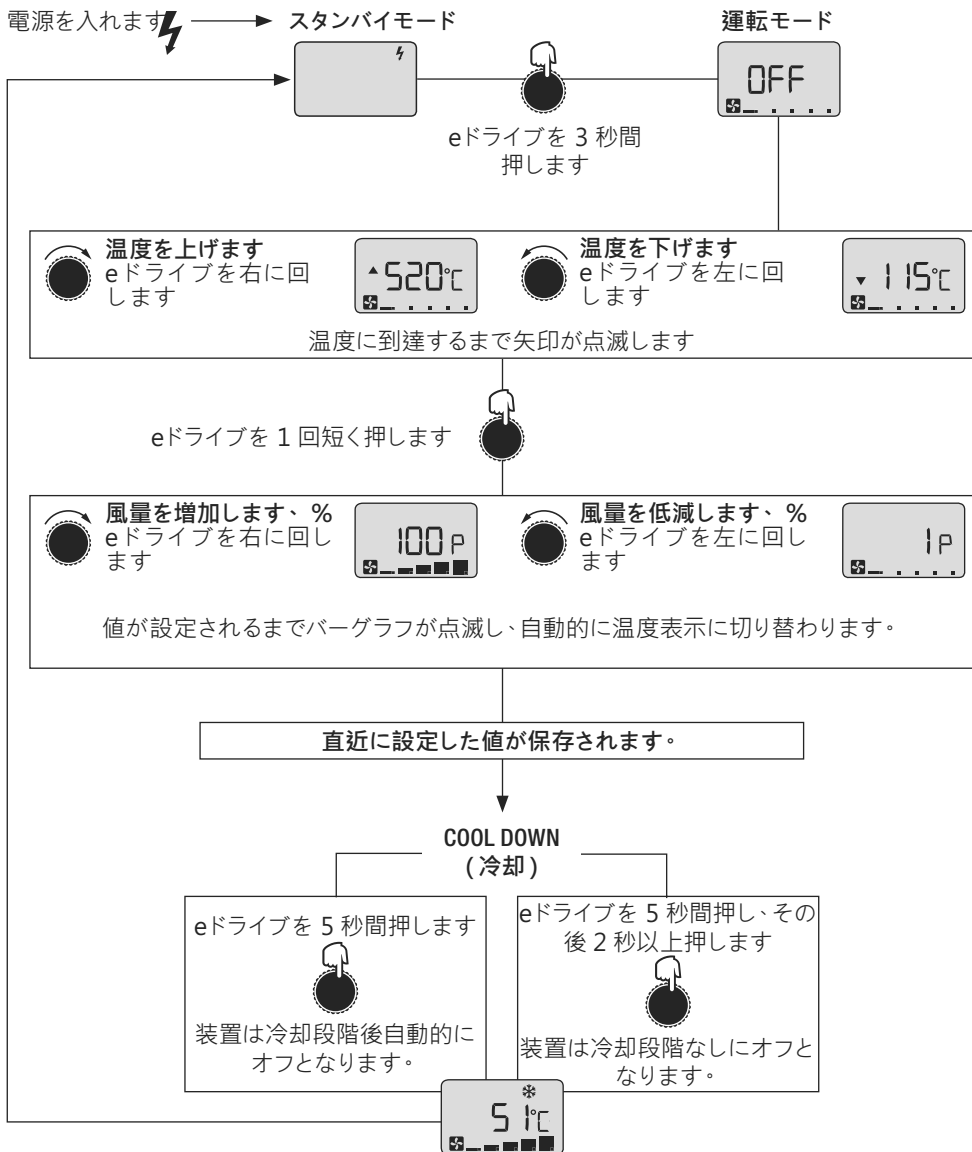 電源を入れます
スタンバイモード
運転モード
OFF
eドライブを 3 秒間
押します
温度を上げます
eドライブを右に回
します
520℃
温度を下げます
eドライブを左に回
します
115℃
温度に到達するまで矢印が点滅します
eドライブを 1 回短く押します
風量を増加します、%
eドライブを右に回し
ます
100 P
風量を低減します、%
eドライブを左に回し
ます
1P
値が設定されるまでバーグラフが点滅し、自動的に温度表示に切り替わります。
直近に設定した値が保存されます。
COOL DOWN
(冷却)
eドライブを 5 秒間押します
装置は冷却段階後自動的に
オフとなります。
eドライブを 5 秒間押し、その
後 2 秒以上押します
装置は冷却段階なしにオフと
なります。
51℃